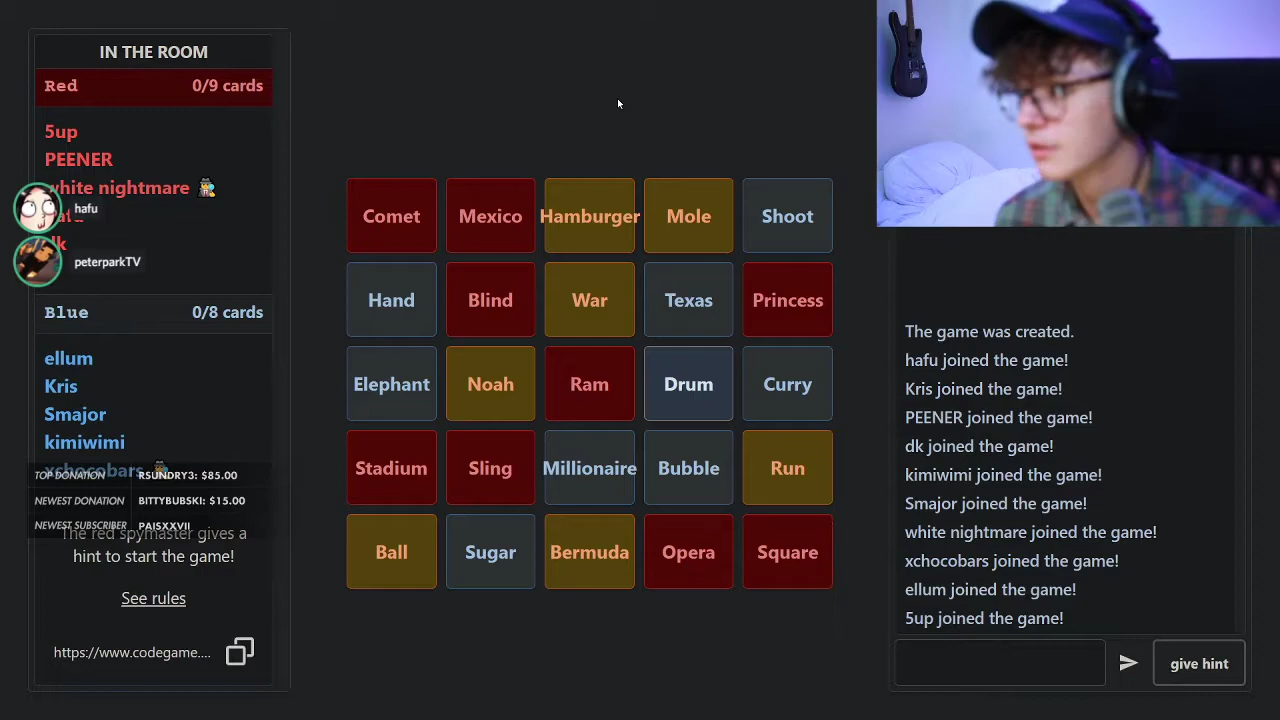 IN THE ROOM
Red 0/9 cards
5up
PEENER
white nightmare
hafu
dk
peterparkTV
Blue 0/8 cards
ellum
Kris
Smajor
kimiwimi
xchocobars
TOP DONATION RSUNDRY3: $85.00
NEWEST DONATION BITTYBUBSKI: $15.00
NEWEST SUBSCRIBER PAISXXVII
The red spymaster gives a
hint to start the game!
See rules
https://www.codegame....
Comet Mexico Hamburger Mole Shoot
Hand Blind War Texas Princess
Elephant Noah Ram Drum Curry
Stadium Sling Millionaire Bubble Run
Ball Sugar Bermuda Opera Square
The game was created.
hafu joined the game!
Kris joined the game!
PEENER joined the game!
dk joined the game!
kimiwimi joined the game!
Smajor joined the game!
white nightmare joined the game!
xchocobars joined the game!
ellum joined the game!
5up joined the game!
give hint